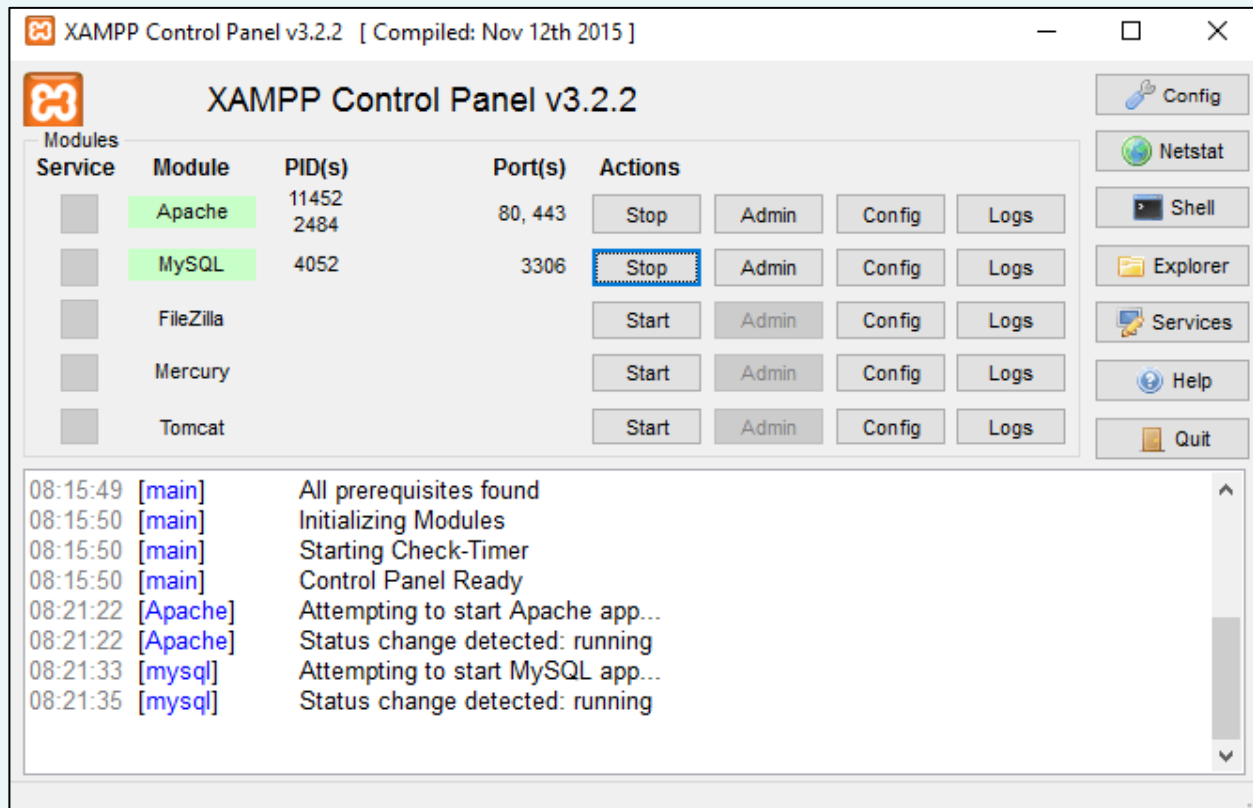 XAMPP Control Panel v3.2.2 [ Compiled: Nov 12th 2015 ]
XAMPP Control Panel v3.2.2
Config
Modules
Service Module PID(s) Port(s) Actions
Netstat
Apache 11452 2484 80, 443 Stop Admin Config Logs
Shell
MySQL 4052 3306 Stop Admin Config Logs
Explorer
FileZilla Start Admin Config Logs
Services
Mercury Start Admin Config Logs
Help
Tomcat Start Admin Config Logs
Quit
08:15:49 [main] All prerequisites found
08:15:50 [main] Initializing Modules
08:15:50 [main] Starting Check-Timer
08:15:50 [main] Control Panel Ready
08:21:22 [Apache] Attempting to start Apache app...
08:21:22 [Apache] Status change detected: running
08:21:33 [mysql] Attempting to start MySQL app...
08:21:35 [mysql] Status change detected: running